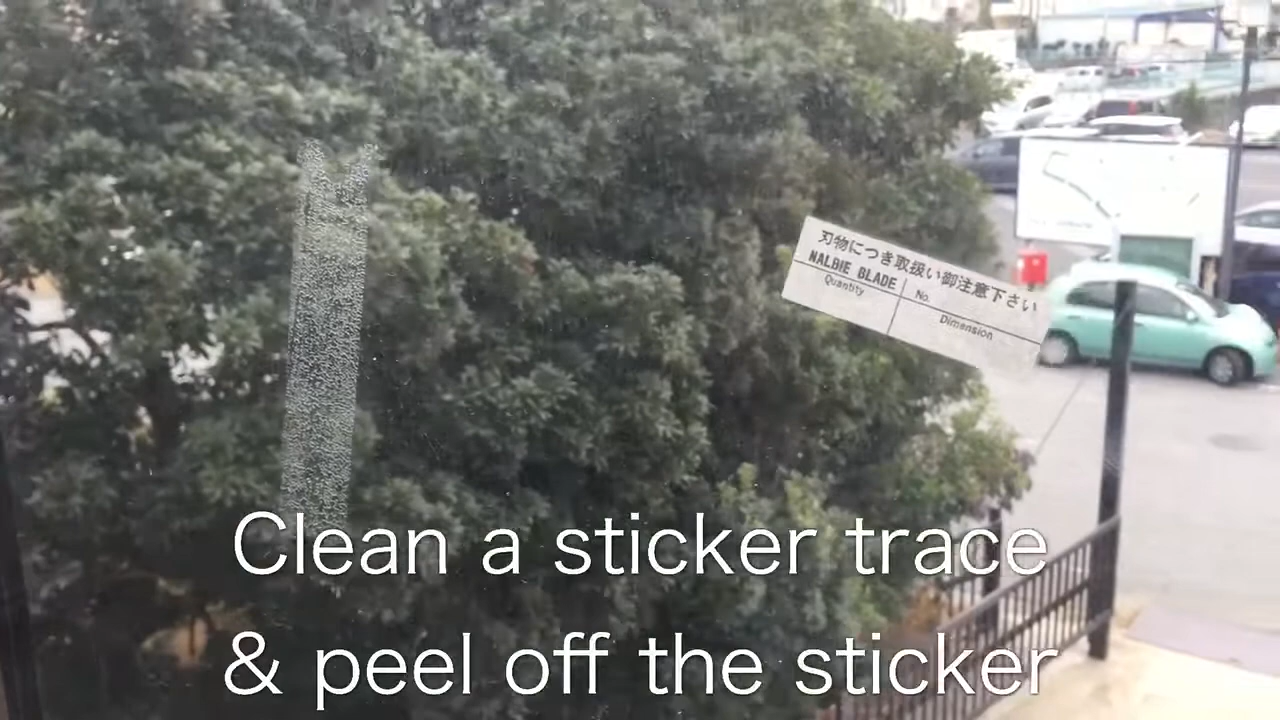 刃物につき取扱い御注意下さい
NALBIE BLADE
No.
Quantity
Dimension
Clean a sticker trace
& peel off the sticker